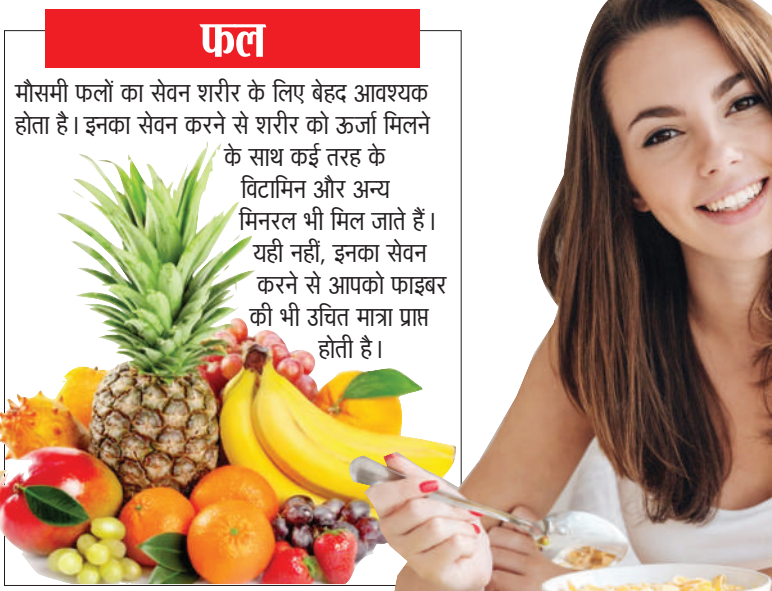 फल
मौसमी फलों का सेवन शरीर के लिए बेहद आवश्यक
होता है। इनका सेवन करने से शरीर को ऊर्जा मिलने
के साथ कई तरह के
विटामिन और अन्य
मिनरल भी मिल जाते हैं।
यही नहीं, इनका सेवन
करने से आपको फाइबर
की भी उचित मात्रा प्राप्त
होती है।